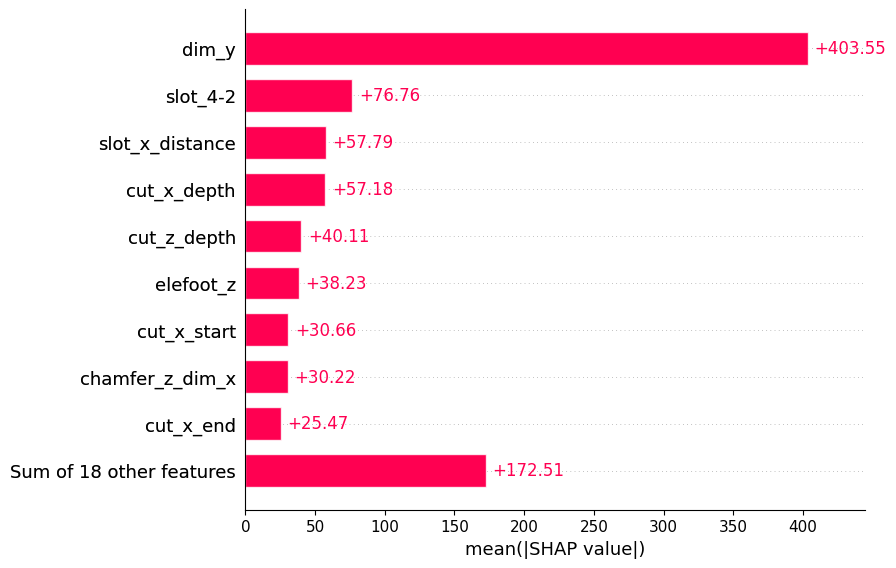 dim_y +403.55
slot_4-2 +76.76
slot_x_distance +57.79
cut_x_depth +57.18
cut_z_depth +40.11
elefoot_z +38.23
cut_x_start +30.66
chamfer_z_dim_x +30.22
cut_x_end +25.47
Sum of 18 other features +172.51
0 50 100 150 200 250 300 350 400
mean(|SHAP value|)